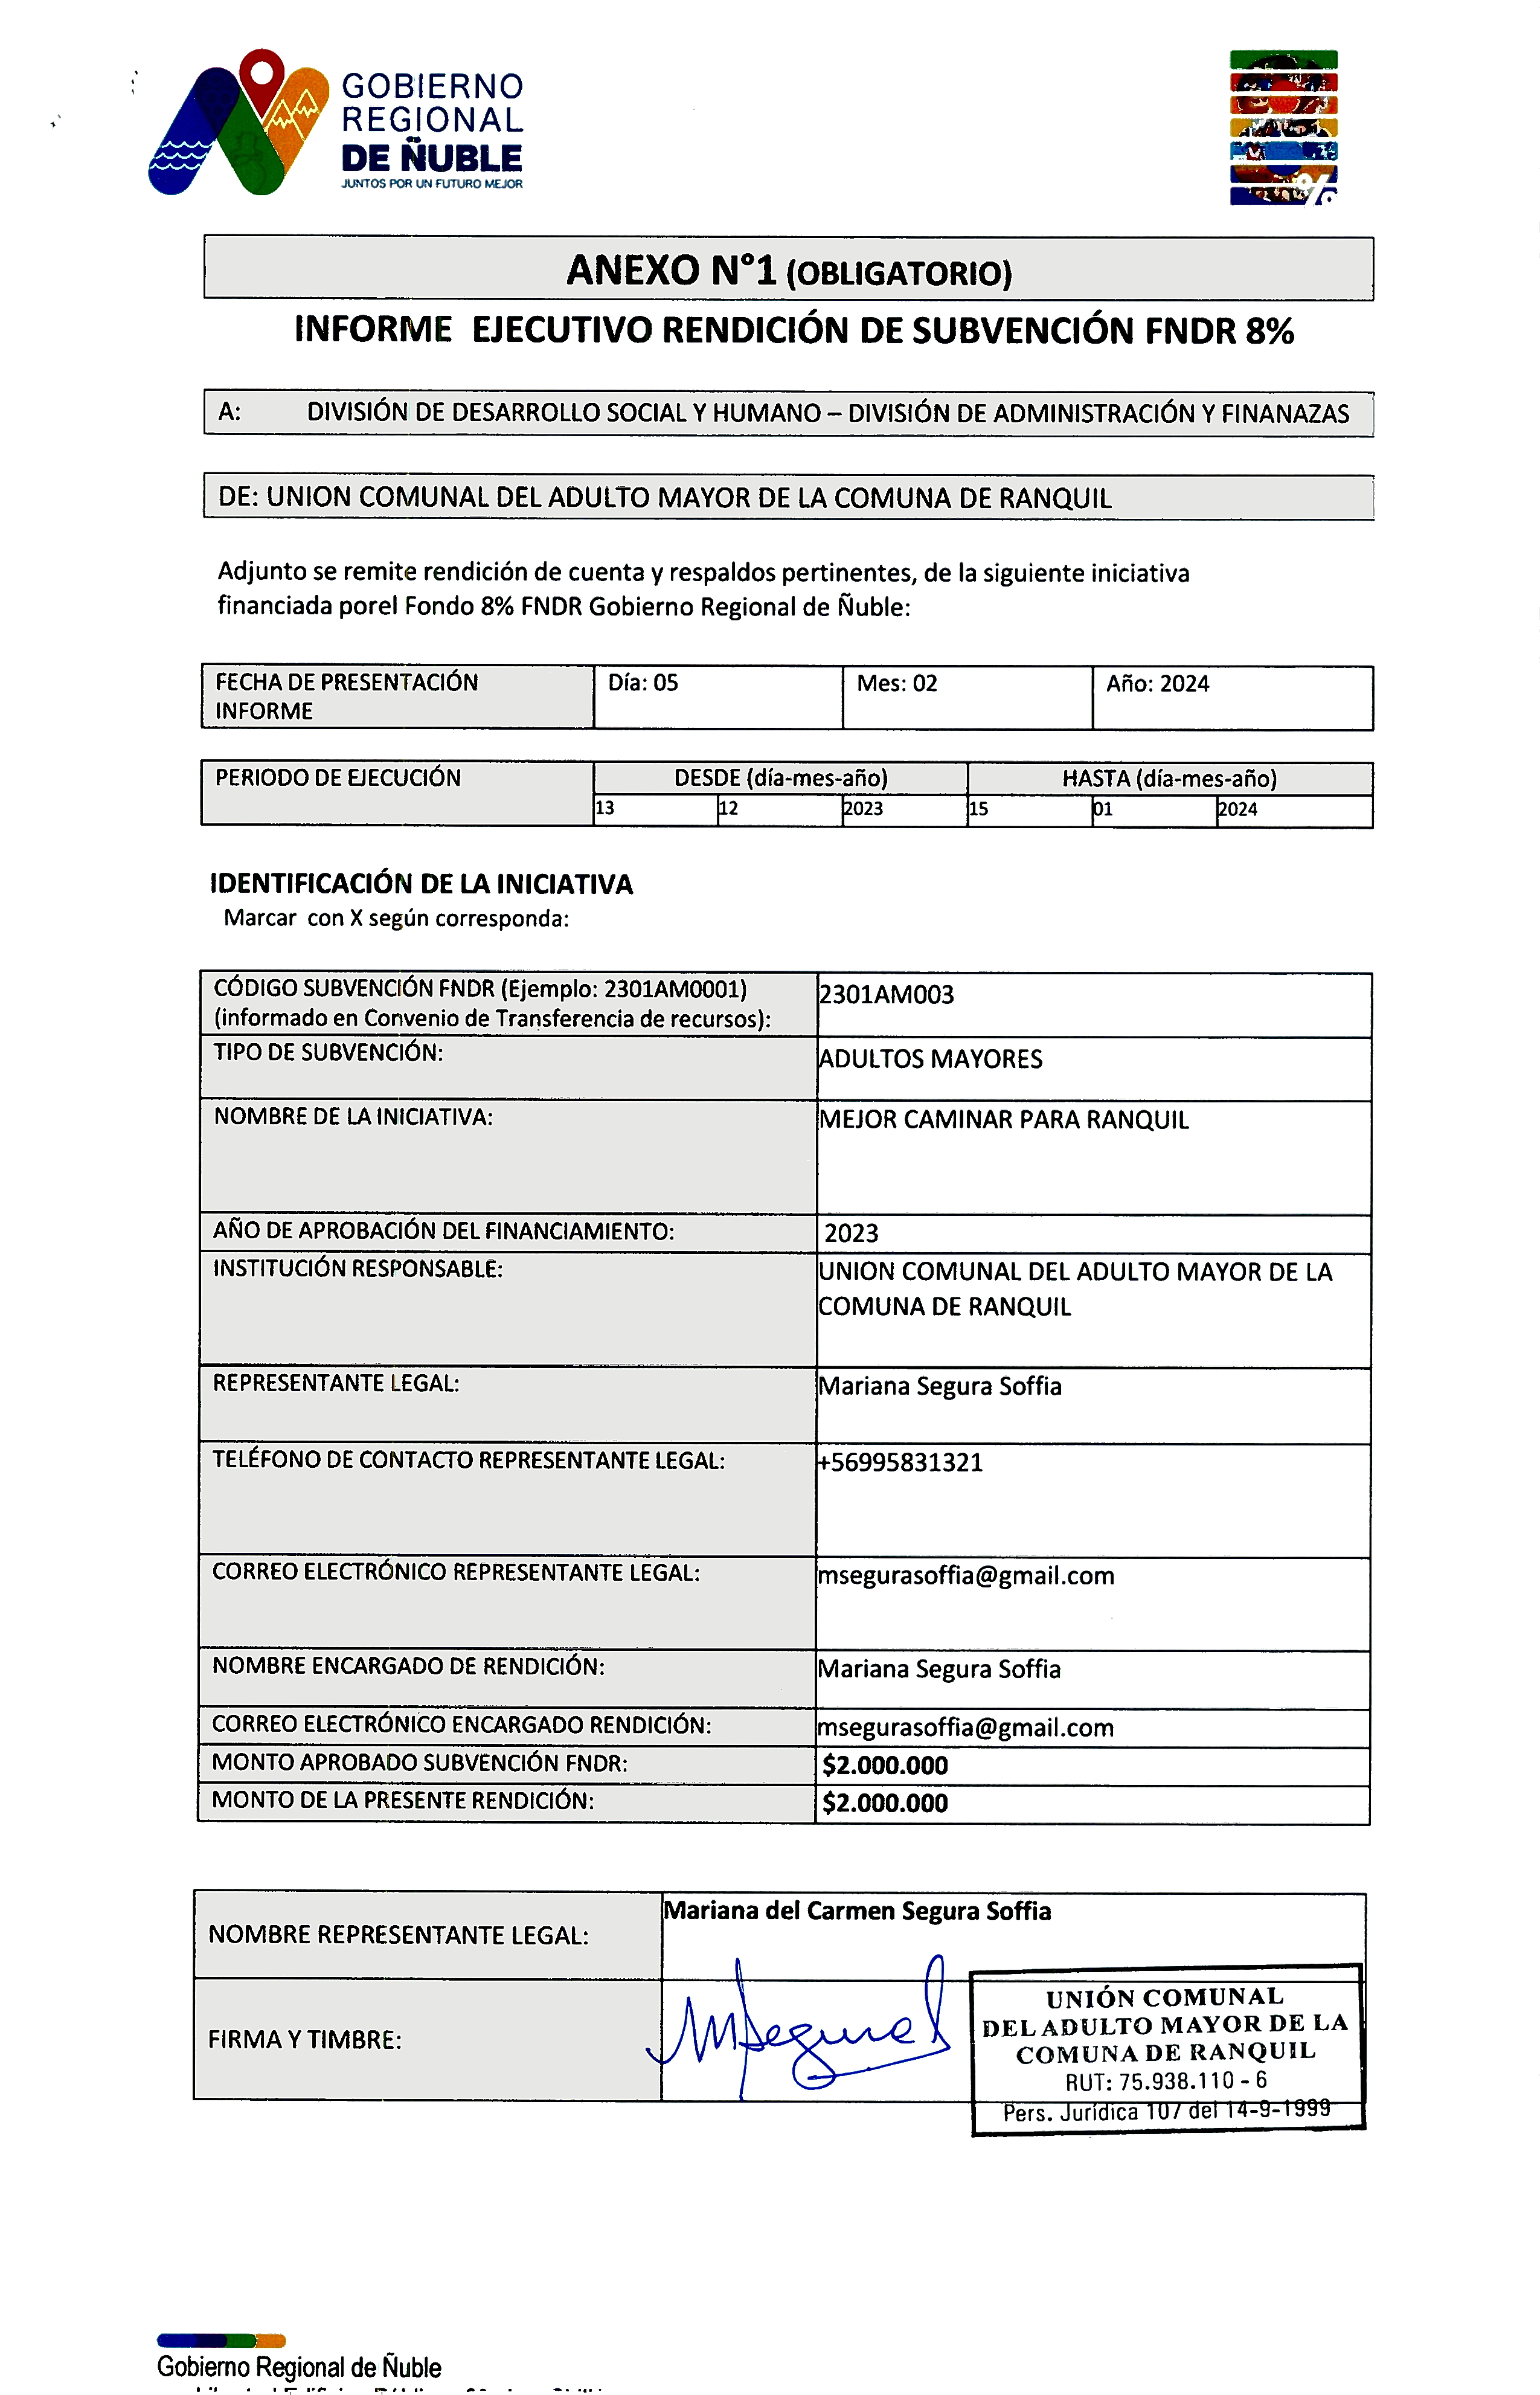 GOBIERNO
REGIONAL
DE ÑUBLE
JUNTOS POR UN FUTURO MEJOR
%
ANEXO N°1 (OBLIGATORIO)
INFORME EJECUTIVO RENDICIÓN DE SUBVENCIÓN FNDR 8%
A: DIVISIÓN DE DESARROLLO SOCIAL Y HUMANO – DIVISIÓN DE ADMINISTRACIÓN Y FINANAZAS
DE: UNION COMUNAL DEL ADULTO MAYOR DE LA COMUNA DE RANQUIL
Adjunto se remite rendición de cuenta y respaldos pertinentes, de la siguiente iniciativa
financiada porel Fondo 8% FNDR Gobierno Regional de Ñuble:
FECHA DE PRESENTACIÓN Día: 05 Mes: 02 Año: 2024
INFORME
PERIODO DE EJECUCIÓN DESDE (día-mes-año) HASTA (día-mes-año)
13 12 2023 15 01 2024
IDENTIFICACIÓN DE LA INICIATIVA
Marcar con X según corresponda:
CÓDIGO SUBVENCIÓN FNDR (Ejemplo: 2301AM0001) 2301AM003
(informado en Convenio de Transferencia de recursos):
TIPO DE SUBVENCIÓN: ADULTOS MAYORES
NOMBRE DE LA INICIATIVA: MEJOR CAMINAR PARA RANQUIL
AÑO DE APROBACIÓN DEL FINANCIAMIENTO: 2023
INSTITUCIÓN RESPONSABLE: UNION COMUNAL DEL ADULTO MAYOR DE LA
COMUNA DE RANQUIL
REPRESENTANTE LEGAL: Mariana Segura Soffia
TELÉFONO DE CONTACTO REPRESENTANTE LEGAL: +56995831321
CORREO ELECTRÓNICO REPRESENTANTE LEGAL: msegurasoffia@gmail.com
NOMBRE ENCARGADO DE RENDICIÓN: Mariana Segura Soffia
CORREO ELECTRÓNICO ENCARGADO RENDICIÓN: msegurasoffia@gmail.com
MONTO APROBADO SUBVENCIÓN FNDR: $2.000.000
MONTO DE LA PRESENTE RENDICIÓN: $2.000.000
NOMBRE REPRESENTANTE LEGAL: Mariana del Carmen Segura Soffia
FIRMA Y TIMBRE: MSegura
UNIÓN COMUNAL
DEL ADULTO MAYOR DE LA
COMUNA DE RANQUIL
RUT: 75.938.110 - 6
Pers. Jurídica 107 del 14-9-1999
Gobierno Regional de Ñuble